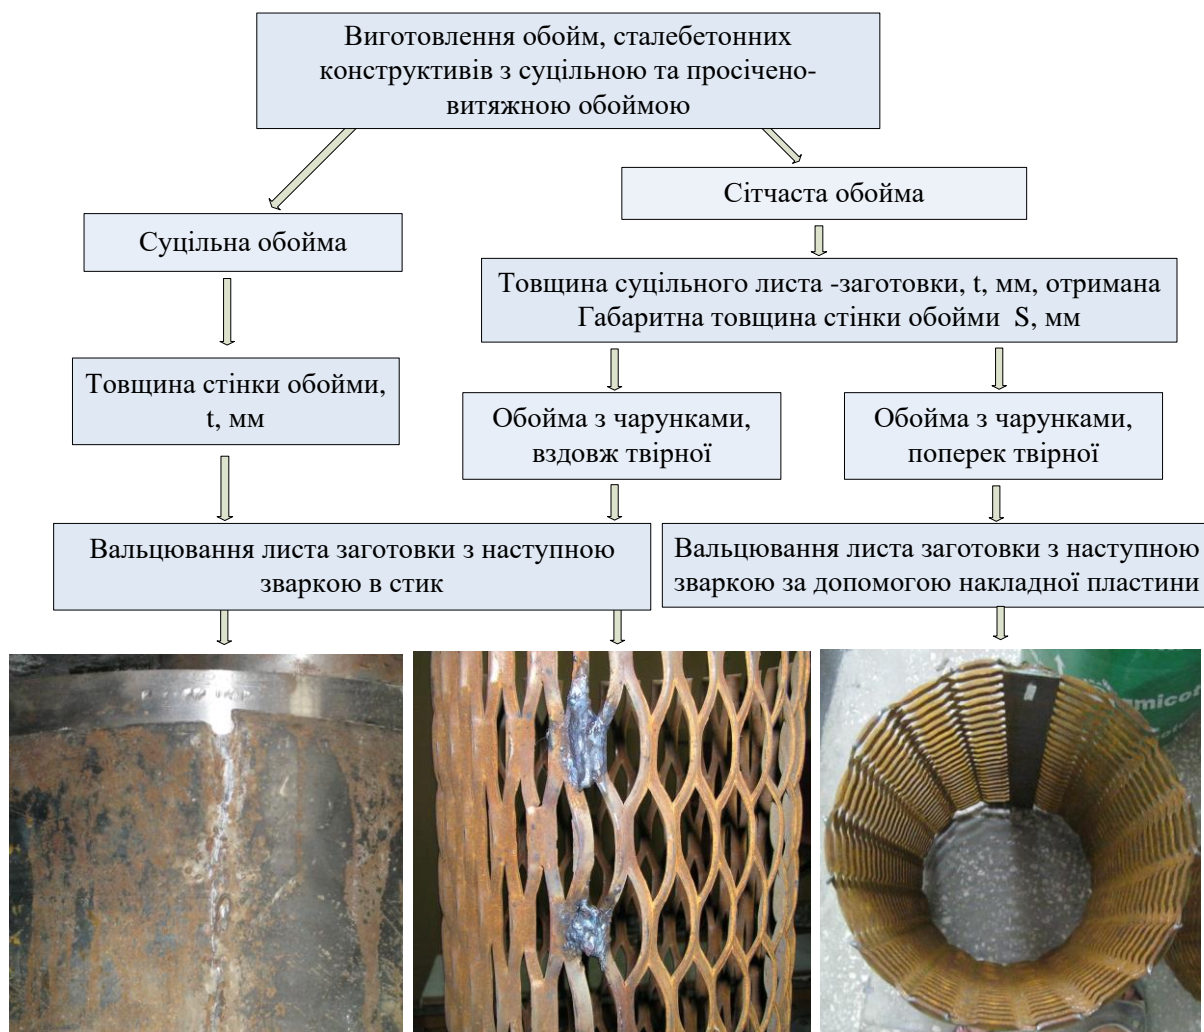 Виготовлення обойм, сталебетонних
конструктивів з суцільною та просічено-
витяжною обоймою
Сітчаста обойма
Суцільна обойма
Товщина суцільного листа -заготовки, t, мм, отримана
Габаритна товщина стінки обойми S, мм
Товщина стінки обойми,
t, мм
Обойма з чарунками,
вздовж твірної
Обойма з чарунками,
поперек твірної
Вальцювання листа заготовки з наступною
зваркою в стик
Вальцювання листа заготовки з наступною
зваркою за допомогою накладної пластини